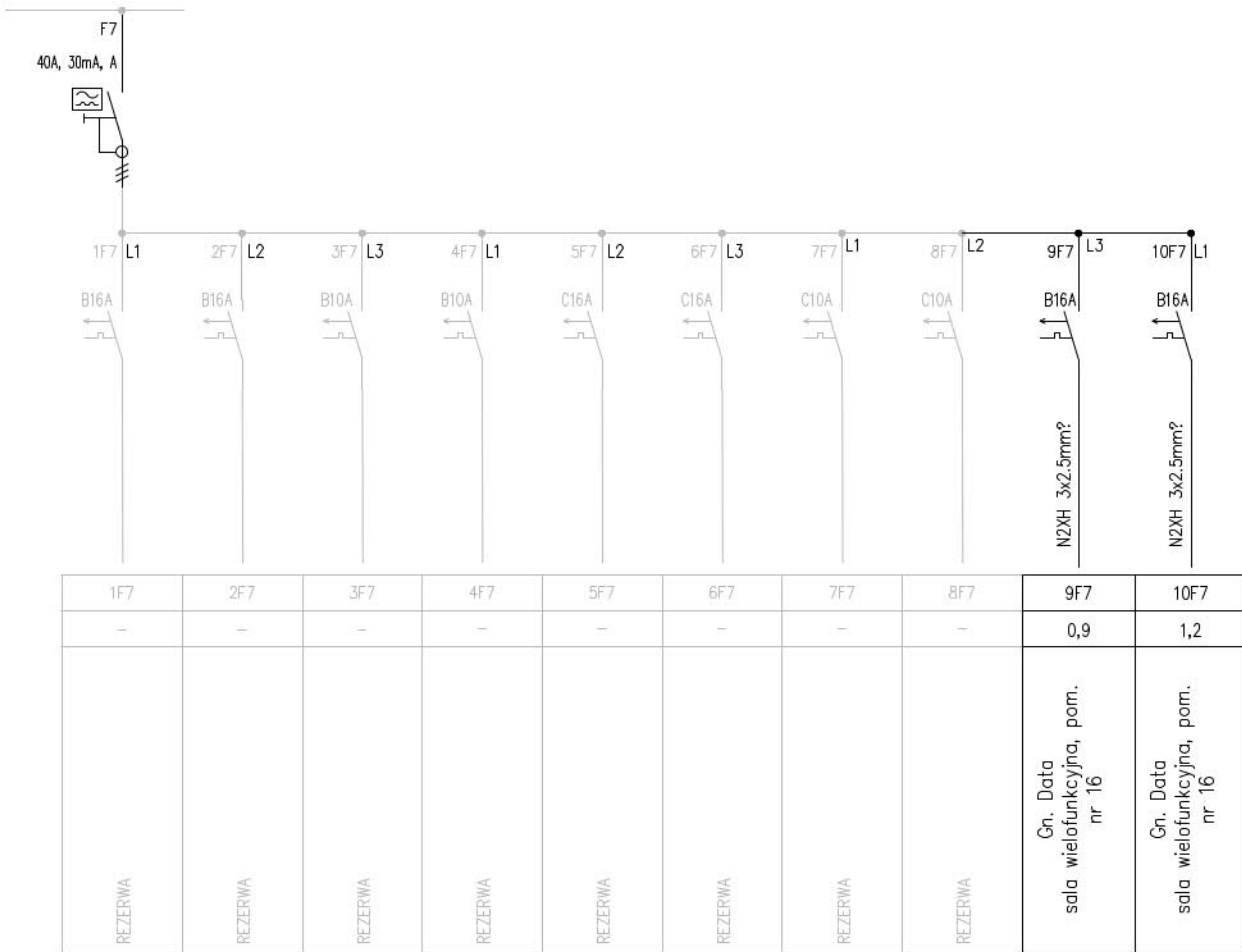 F7
40A, 30mA, A
1F7 L1 2F7 L2 3F7 L3 4F7 L1 5F7 L2 6F7 L3 7F7 L1 8F7 L2 9F7 L3 10F7 L1
B16A B16A B10A B10A C16A C16A C10A C10A B16A B16A
N2XH 3x2.5mm?
N2XH 3x2.5mm?
1F7 2F7 3F7 4F7 5F7 6F7 7F7 8F7 9F7 10F7
- - - - - - - - 0,9 1,2
REZERWA
REZERWA
REZERWA
REZERWA
REZERWA
REZERWA
REZERWA
REZERWA
Gn. Data
sala wielofunkcyjna, pom.
nr 16
Gn. Data
sala wielofunkcyjna, pom.
nr 16